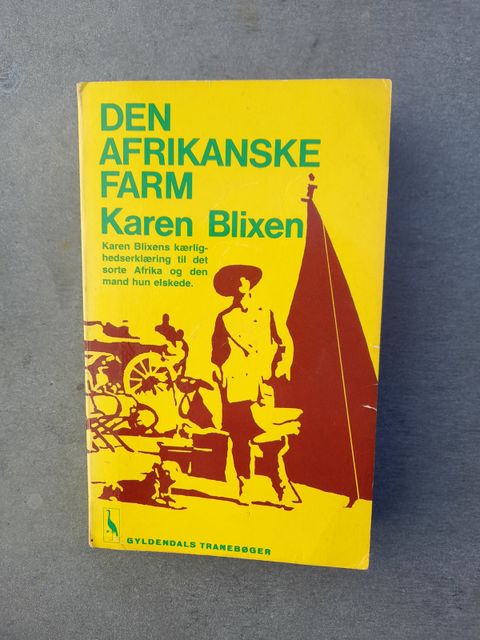 DEN
AFRIKANSKE
FARM
Karen Blixen
Karen Blixens kærlig-
hedserklæring til det
sorte Afrika og den
mand hun elskede.
GYLDENDALS TRANEBØGER